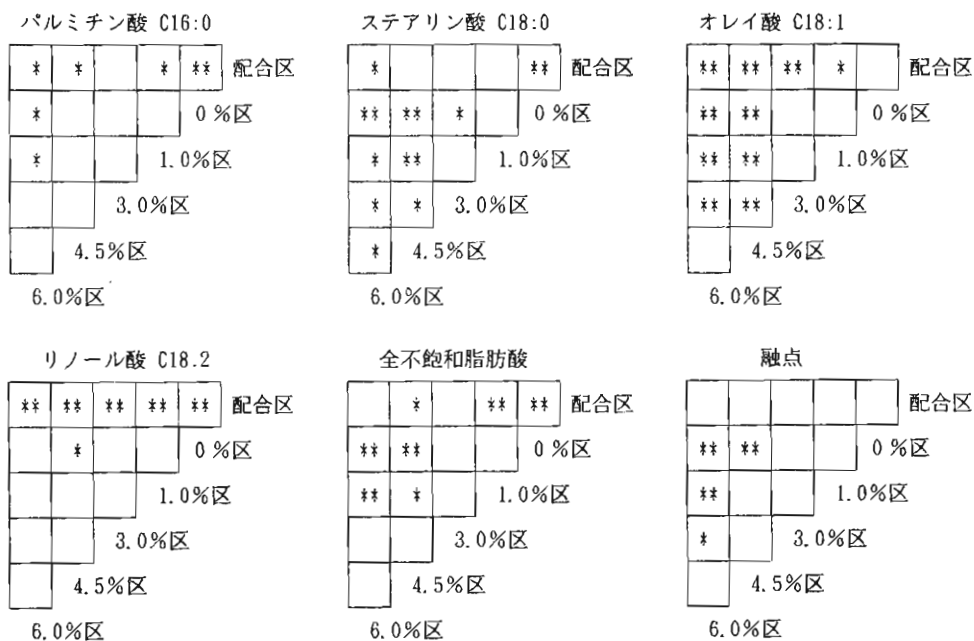 パルミチン酸 C16:0
* * * ** 配合区
* 0 %区
* 1.0%区
3.0%区
4.5%区
6.0%区
ステアリン酸 C18:0
* ** 配合区
** ** * 0 %区
* ** 1.0%区
* * 3.0%区
* 4.5%区
6.0%区
オレイ酸 C18:1
** ** ** * 配合区
** ** 0 %区
** ** 1.0%区
** ** 3.0%区
4.5%区
6.0%区
リノール酸 C18.2
** ** ** ** ** 配合区
* 0 %区
1.0%区
3.0%区
4.5%区
6.0%区
全不飽和脂肪酸
* ** ** 配合区
** ** 0 %区
** * 1.0%区
3.0%区
4.5%区
6.0%区
融点
配合区
** ** 0 %区
** 1.0%区
* 3.0%区
4.5%区
6.0%区